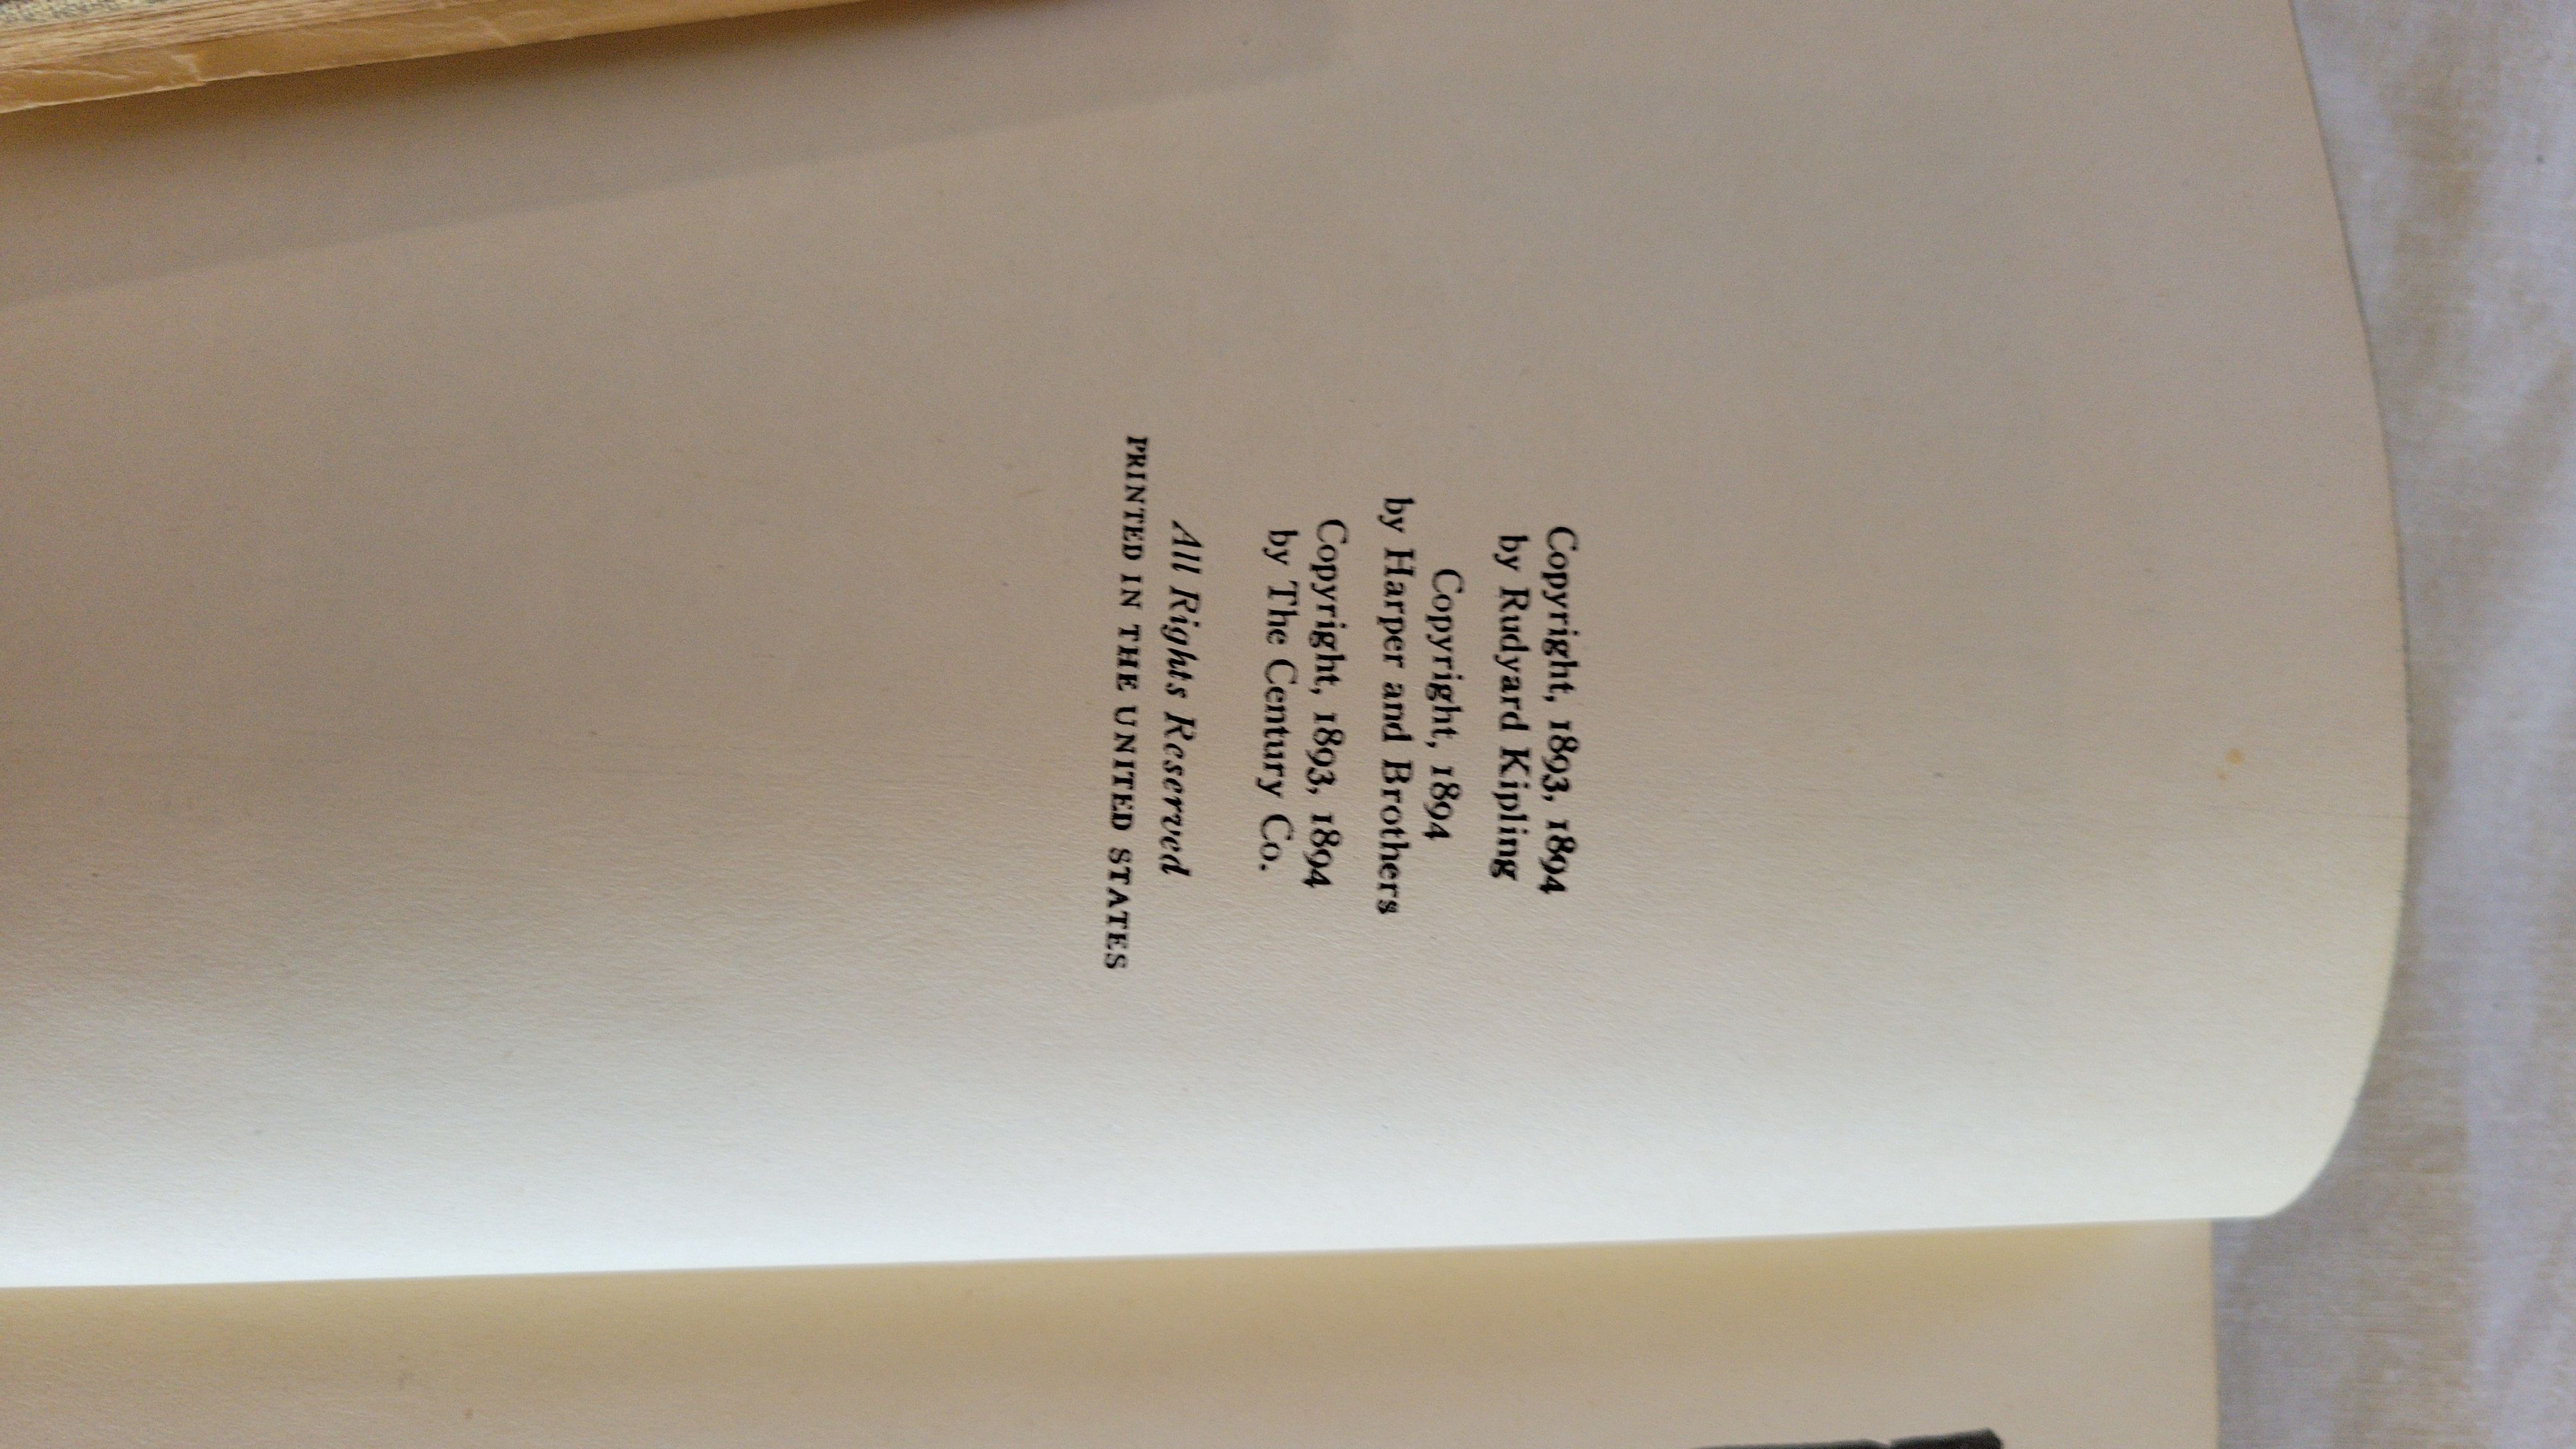 Copyright, 1893, 1894
by Rudyard Kipling
Copyright, 1894
by Harper and Brothers
Copyright, 1893, 1894
by The Century Co.
All Rights Reserved
PRINTED IN THE UNITED STATES